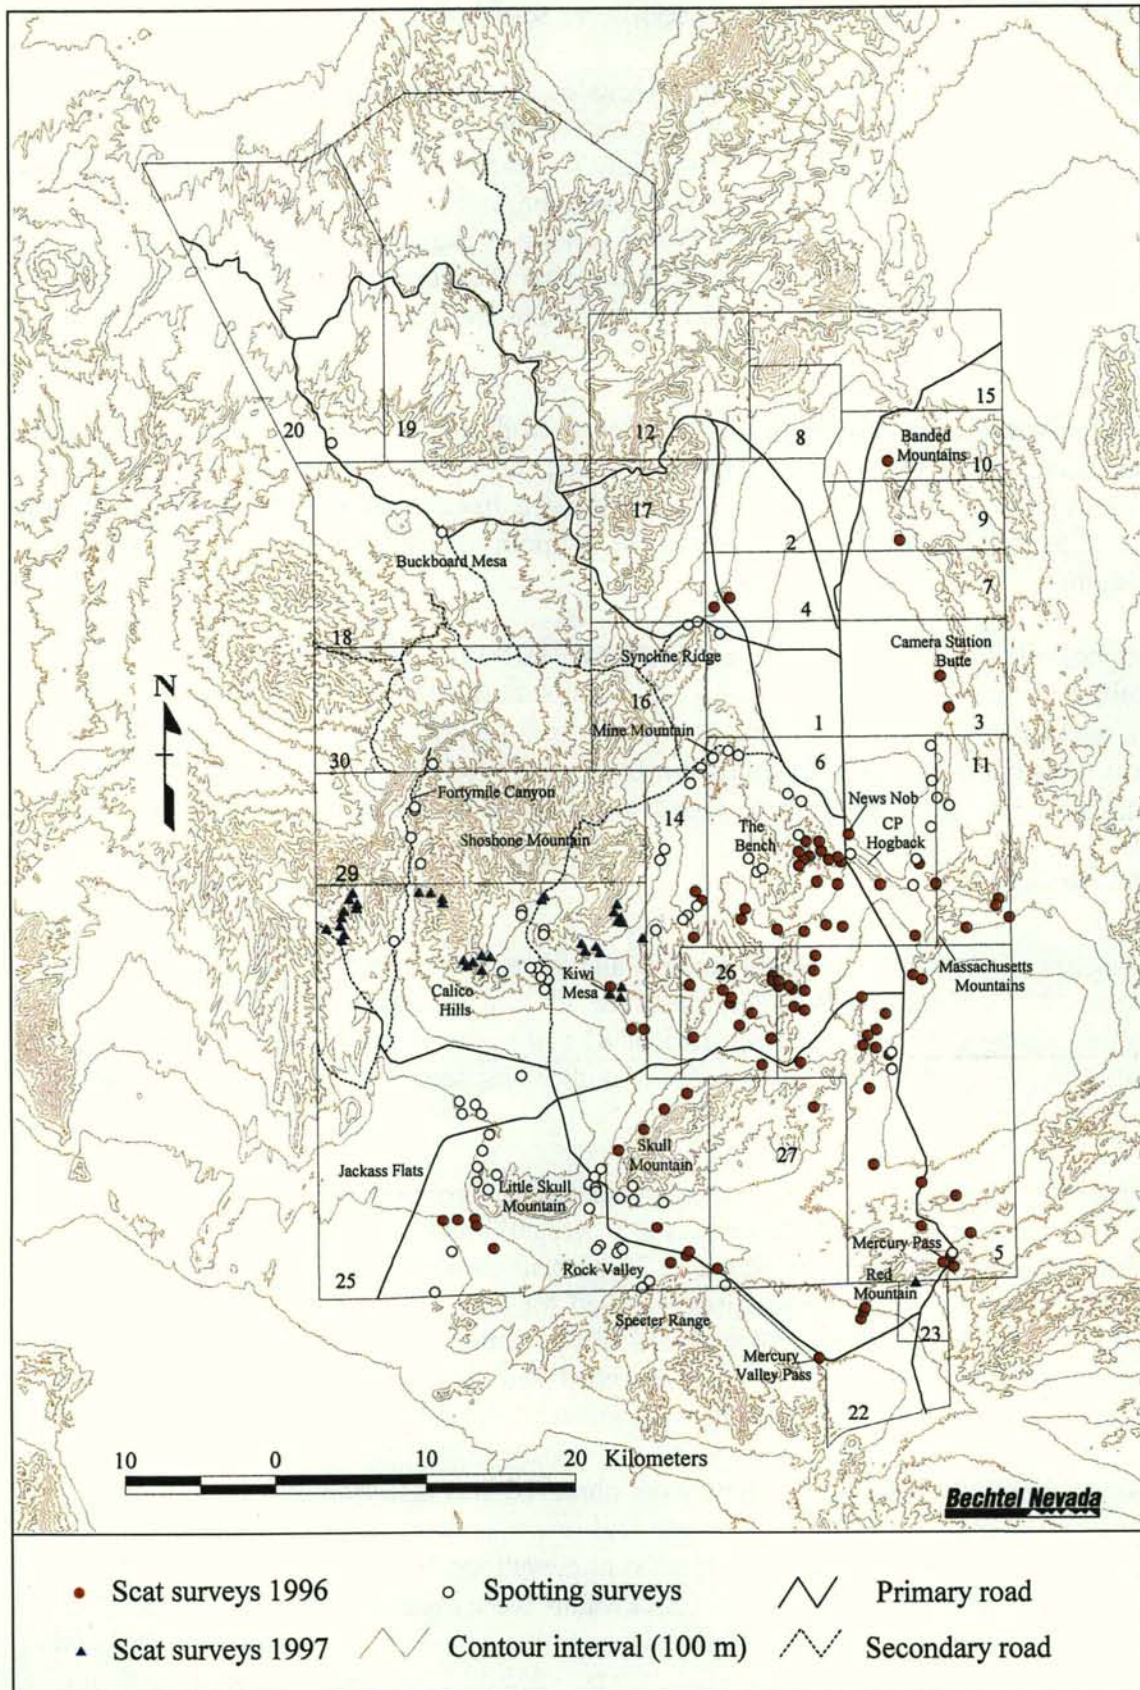 15
20
19
12
8
Banded
Mountains
10
17
9
2
Buckboard Mesa
7
4
18
Syncline Ridge
Camera Station
Butte
N
16
Mine Mountain
1
3
30
6
11
Fortymile Canyon
News Nob
14
CP
Hogback
The
Bench
Shoshone Mountain
29
Kiwi
Mesa
26
Massachusetts
Mountains
Calico
Hills
Jackass Flats
Skull
Mountain
27
Little Skull
Mountain
Mercury Pass
5
Rock Valley
Red
Mountain
25
Specter Range
23
Mercury
Valley Pass
22
10 0 10 20 Kilometers
Bechtel Nevada
Scat surveys 1996
Spotting surveys
Primary road
Scat surveys 1997
Contour interval (100 m)
Secondary road